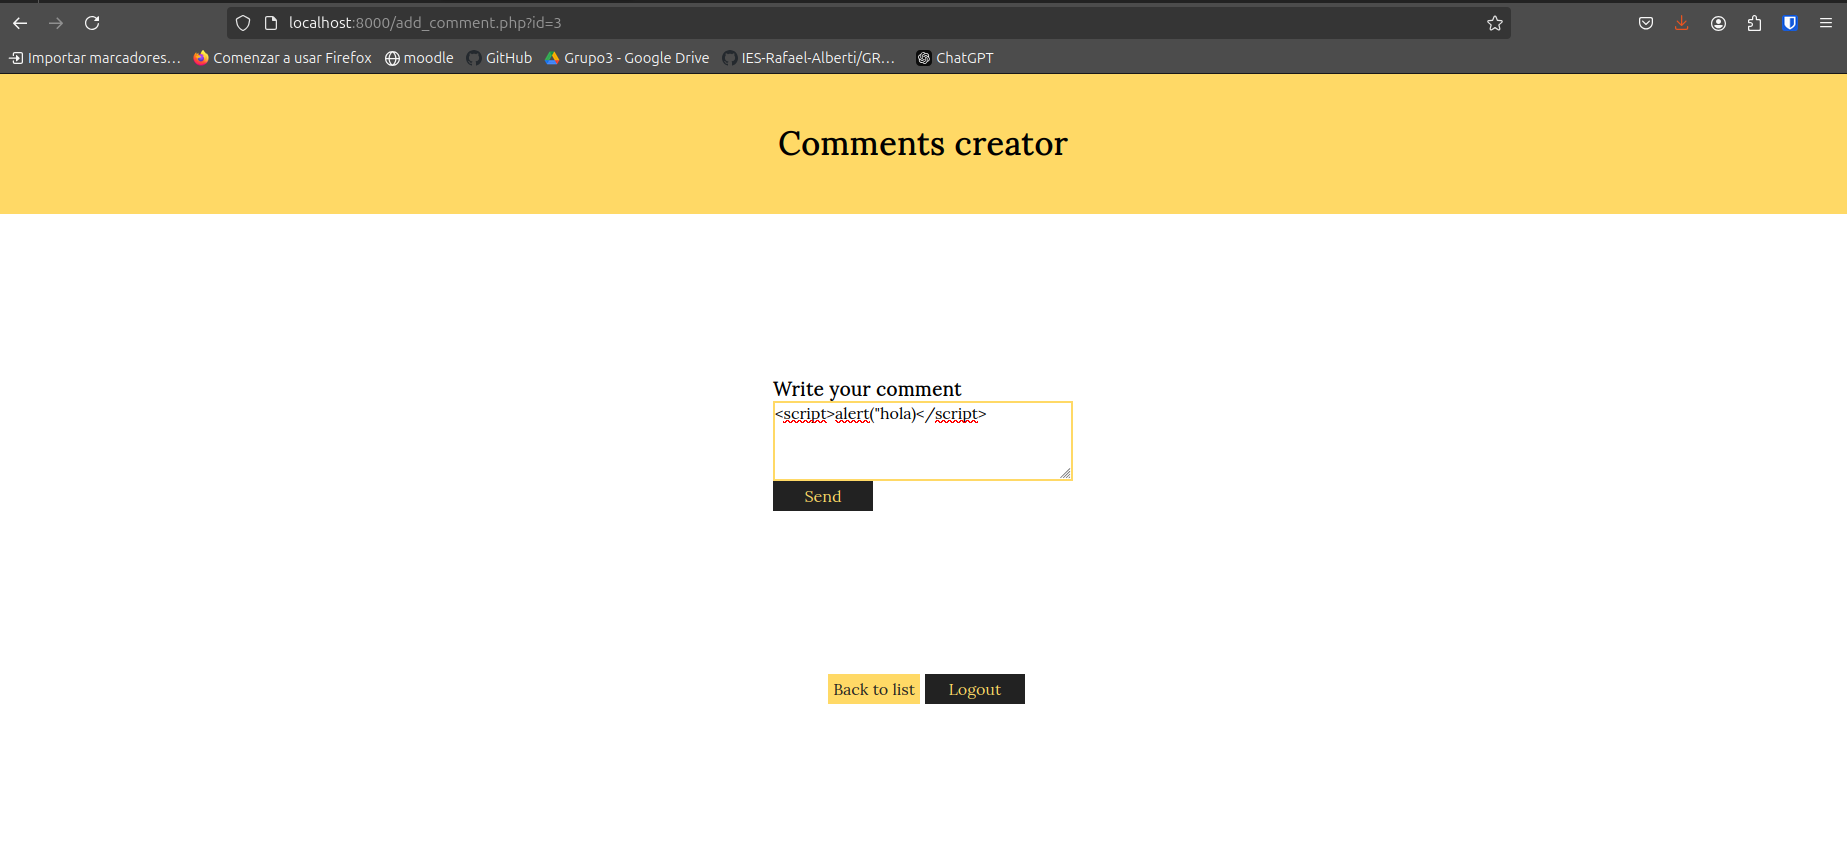 localhost:8000/add_comment.php?id=3
Importar marcadores... Comenzar a usar Firefox moodle GitHub Grupo3 - Google Drive IES-Rafael-Alberti/GR... ChatGPT
Comments creator
Write your comment
<script>alert("hola)</script>
Send
Back to list Logout